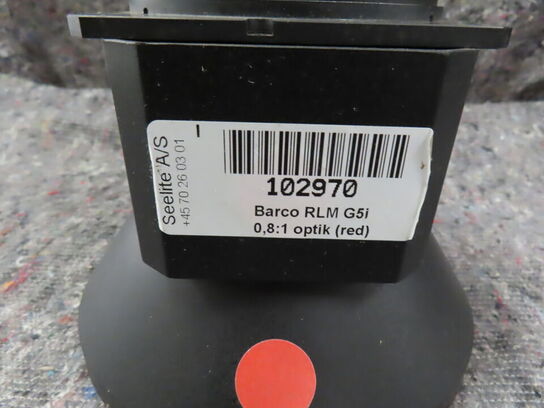 Seelite A/S
+45 70 26 03 01
102970
Barco RLM G5i
0,8:1 optik (red)